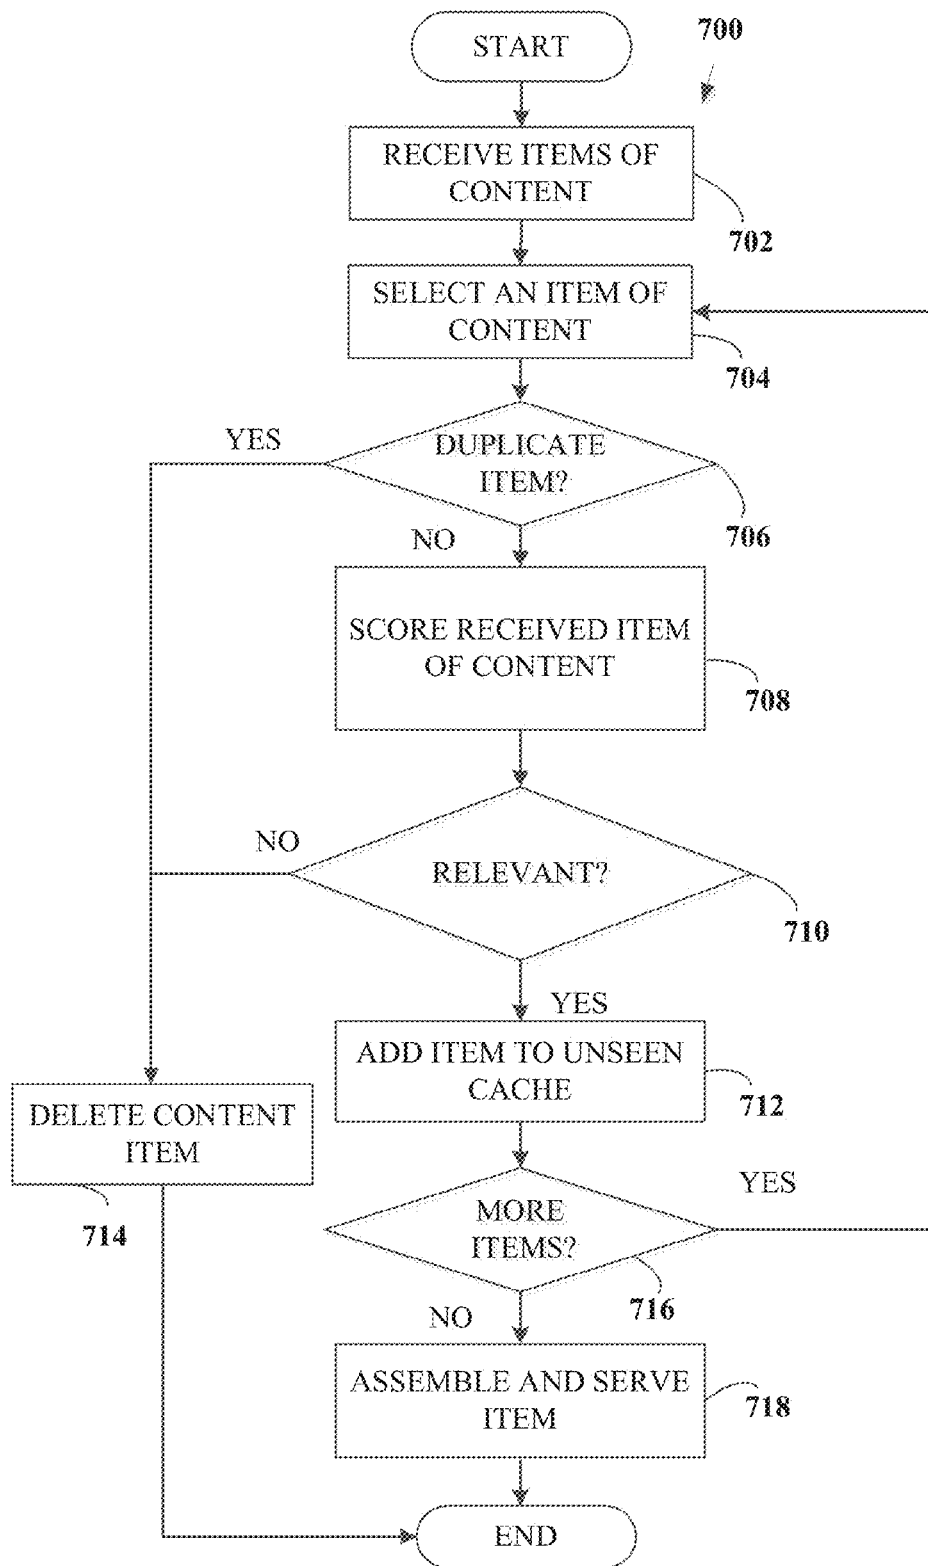 START
700
RECEIVE ITEMS OF
CONTENT
702
SELECT AN ITEM OF
CONTENT
704
YES
DUPLICATE
ITEM?
706
NO
SCORE RECEIVED ITEM
OF CONTENT
708
NO
RELEVANT?
710
YES
ADD ITEM TO UNSEEN
CACHE
712
DELETE CONTENT
ITEM
714
MORE
ITEMS?
YES
716
NO
ASSEMBLE AND SERVE
ITEM
718
END